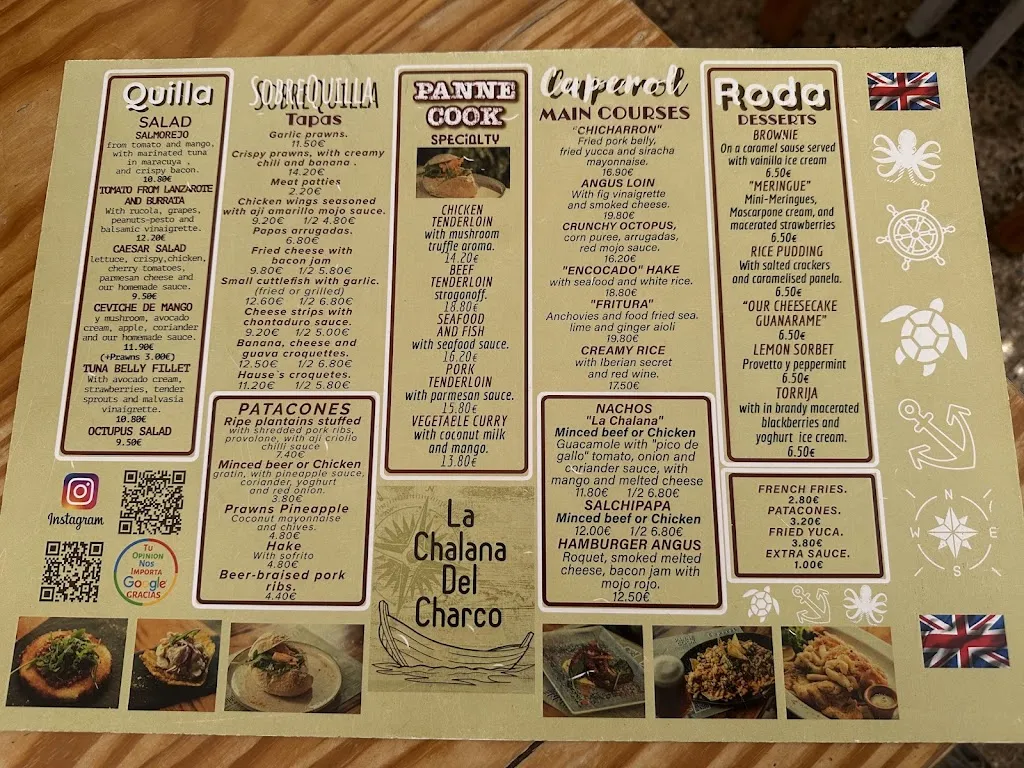 Quilla
SALAD
SALMOREJO
from tomato and mango,
with marinated tuna
in maracuya ,
and crispy bacon.
10.80€
TOMATO FROM LANZAROTE
AND BURRATA
With rucola, grapes,
peanuts-pesto and
balsamic vinaigrette.
12.20€
CAESAR SALAD
lettuce, crispy,chicken,
cherry tomatoes,
parmesan cheese and
our homemade sauce.
9.50€
CEVICHE DE MANGO
y mushroom, avocado
cream, apple, coriander
and our homemade sauce.
11.90€
(+Prawns 3.00€)
TUNA BELLY FILLET
With avocado cream,
strawberries, tender
sprouts and malvasia
vinaigrette.
10.80€
OCTUPUS SALAD
9.50€
Instagram
Tu
Opinion
Nos
Importa
Google
GRACIAS
SOBREQUILLA
Tapas
Garlic prawns.
11.50€
Crispy prawns, with creamy
chili and banana .
14.20€
Meat patties
2.20€
Chicken wings seasoned
with aji amarillo mojo sauce.
9.20€ 1/2 4.80€
Papas arrugadas.
6.80€
Fried cheese with
bacon jam
9.80€ 1/2 5.80€
Small cuttlefish with garlic.
(fried or grilled)
12.60€ 1/2 6.80€
Cheese strips with
chontaduro sauce.
9.20€ 1/2 5.00€
Banana, cheese and
guava croquettes.
12.50€ 1/2 6.80€
Hause's croquetes.
11.20€ 1/2 5.80€
PATACONES
Ripe plantains stuffed
with shredded pork ribs,
provolone, with aji criollo
chilli sauce
7.40€
Minced beef or Chicken
gratin, with pineapple sauce,
coriander, yoghurt
and red onion.
3.80€
Prawns Pineapple
Coconut mayonnaise
and chives.
4.80€
Hake
With sofrito
4.80€
Beer-braised pork
ribs.
4.40€
PANNE
COOK
SPECIALTY
CHICKEN
TENDERLOIN
with mushroom
truffle aroma.
14.20€
BEEF
TENDERLOIN
stroganoff.
18.80€
SEAFOOD
AND FISH
with seafood sauce.
16.20€
PORK
TENDERLOIN
with parmesan sauce.
15.80€
VEGETABLE CURRY
with coconut milk
and mango.
13.80€
La
Chalana
Del
Charco
Caparol
MAIN COURSES
"CHICHARRON"
Fried pork belly,
fried yucca and siracha
mayonnaise.
16.90€
ANGUS LOIN
With fig vinaigrette
and smoked cheese.
19.80€
CRUNCHY OCTOPUS,
corn puree, arrugadas,
red mojo sauce.
16.20€
"ENCOCADO" HAKE
with seafood and white rice.
18.80€
"FRITURA"
Anchovies and food fried sea.
lime and ginger aioli
19.80€
CREAMY RICE
with Iberian secret
and red wine.
17.50€
NACHOS
"La Chalana"
Minced beef or Chicken
Guacamole with "pico de
gallo" tomato, onion and
coriander sauce, with
mango and melted cheese
11.80€ 1/2 6.80€
SALCHIPAPA
Minced beef or Chicken
12.00€ 1/2 6.80€
HAMBURGER ANGUS
Roquet, smoked melted
cheese, bacon jam with
mojo rojo.
12.50€
Roda
DESSERTS
BROWNIE
On a caramel sause served
with vainilla ice cream
6.50€
"MERINGUE"
Mini-Meringues,
Mascarpone cream, and
macerated strawberries
6.50€
RICE PUDDING
With salted crackers
and caramelised panela.
6.50€
"OUR CHEESECAKE
GUANARAME"
6.50€
LEMON SORBET
Provetto y peppermint
6.50€
TORRIJA
with in brandy macerated
blackberries and
yoghurt ice cream.
6.50€
FRENCH FRIES.
2.80€
PATACONES.
3.20€
FRIED YUCA.
3.80€
EXTRA SAUCE.
1.00€
N
W E
S